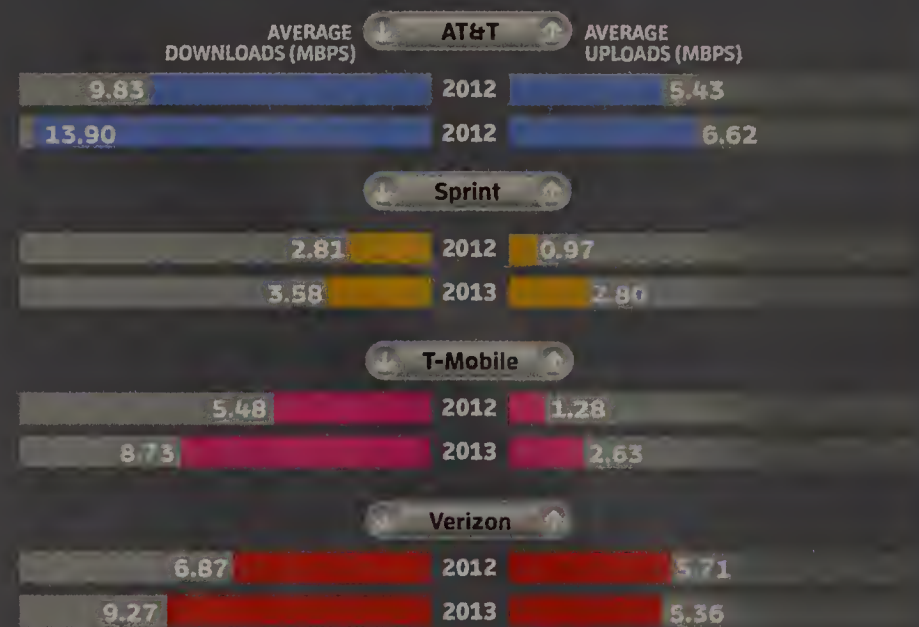 AVERAGE DOWNLOADS (MBPS)
AT&T
AVERAGE UPLOADS (MBPS)
9.83 2012 5.43
13.90 2012 6.62
Sprint
2.81 2012 0.97
3.58 2013 2.80
T-Mobile
5.48 2012 1.28
8.73 2013 2.63
Verizon
6.87 2012 5.71
9.27 2013 5.36